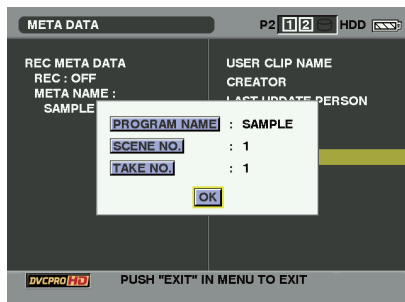 META DATA
P2 1 2 HDD
REC META DATA
REC : OFF
META NAME :
SAMPLE
USER CLIP NAME
CREATOR
LAST UPDATE PERSON
PROGRAM NAME : SAMPLE
SCENE NO. : 1
TAKE NO. : 1
OK
DVCPRO HD PUSH "EXIT" IN MENU TO EXIT